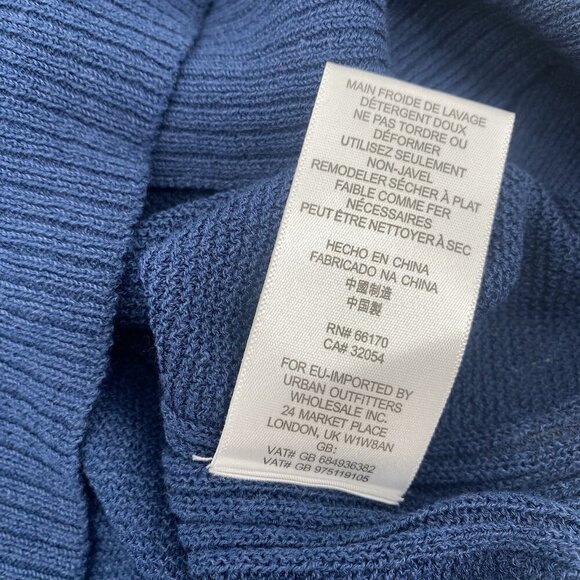 MAIN FROIDE DE LAVAGE
DÉTERGENT DOUX
NE PAS TORDRE OU
DÉFORMER
UTILISEZ SEULEMENT
NON-JAVEL
REMODELER SÉCHER À PLAT
FAIBLE COMME FER
NÉCESSAIRES
PEUT ÊTRE NETTOYER À SEC
HECHO EN CHINA
FABRICADO NA CHINA
中國制造
中国製
RN# 66170
CA# 32054
FOR EU-IMPORTED BY
URBAN OUTFITTERS
WHOLESALE INC.
24 MARKET PLACE
LONDON, UK W1W8AN
GB:
VAT# GB 684936382
VAT# GB 975119105